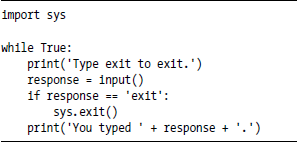 import sys

while True:
    print('Type exit to exit.')
    response = input()
    if response == 'exit':
        sys.exit()
    print('You typed ' + response + '.')